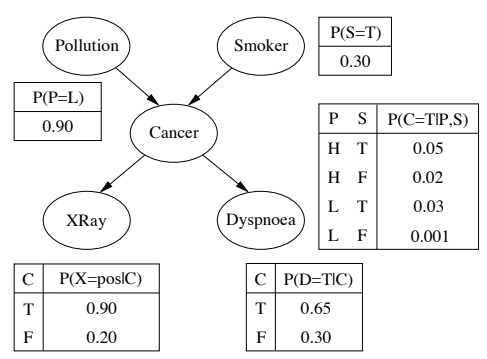 Pollution
Smoker
P(S=T)
0.30
P(P=L)
0.90
Cancer
P S P(C=T|P,S)
H T 0.05
H F 0.02
L T 0.03
L F 0.001
XRay
Dyspnoea
C P(X=pos|C)
T 0.90
F 0.20
C P(D=T|C)
T 0.65
F 0.30